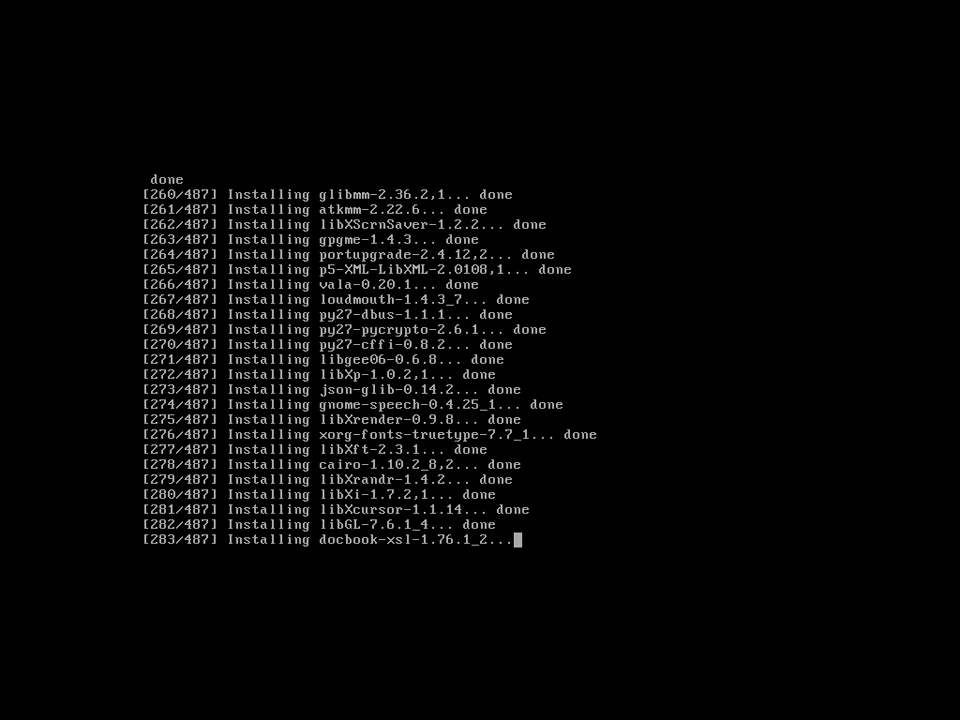 done
[260/487] Installing glibmm-2.36.2,1... done
[261/487] Installing atkmm-2.22.6... done
[262/487] Installing libXScrnSaver-1.2.2... done
[263/487] Installing gpgme-1.4.3... done
[264/487] Installing portupgrade-2.4.12,2... done
[265/487] Installing p5-XML-LibXML-2.0108,1... done
[266/487] Installing vala-0.20.1... done
[267/487] Installing loudmouth-1.4.3_7... done
[268/487] Installing py27-dbus-1.1.1... done
[269/487] Installing py27-pycrypto-2.6.1... done
[270/487] Installing py27-cffi-0.8.2... done
[271/487] Installing libgee06-0.6.8... done
[272/487] Installing libXp-1.0.2,1... done
[273/487] Installing json-glib-0.14.2... done
[274/487] Installing gnome-speech-0.4.25_1... done
[275/487] Installing libXrender-0.9.8... done
[276/487] Installing xorg-fonts-truetype-7.7_1... done
[277/487] Installing libXft-2.3.1... done
[278/487] Installing cairo-1.10.2_8,2... done
[279/487] Installing libXrandr-1.4.2... done
[280/487] Installing libXi-1.7.2,1... done
[281/487] Installing libXcursor-1.1.14... done
[282/487] Installing libGL-7.6.1_4... done
[283/487] Installing docbook-xsl-1.76.1_2...